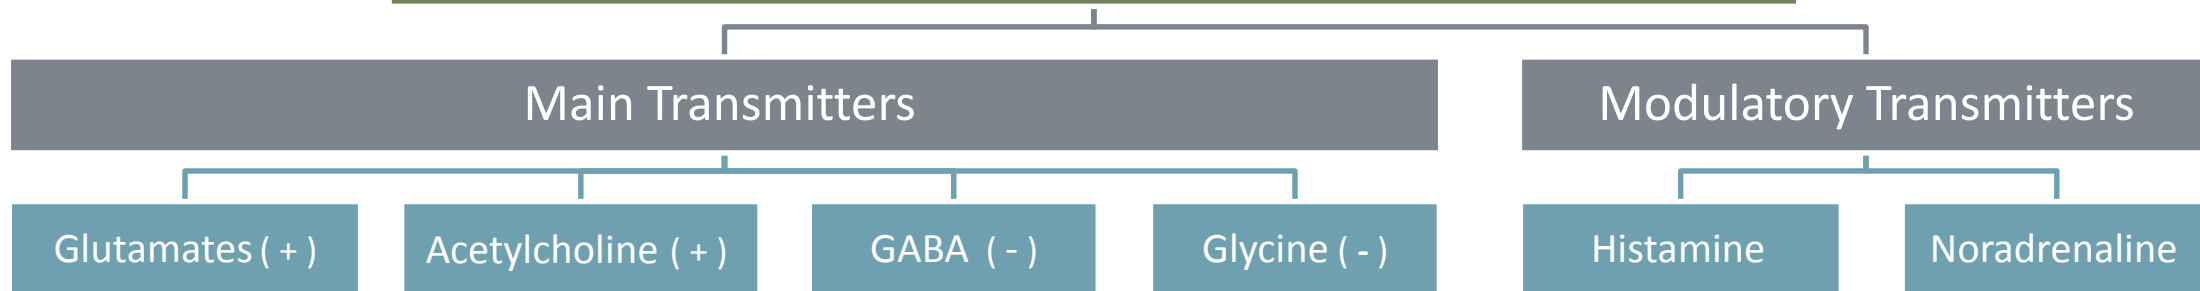 Main Transmitters
Modulatory Transmitters
Glutamates ( + )
Acetylcholine ( + )
GABA ( - )
Glycine ( - )
Histamine
Noradrenaline